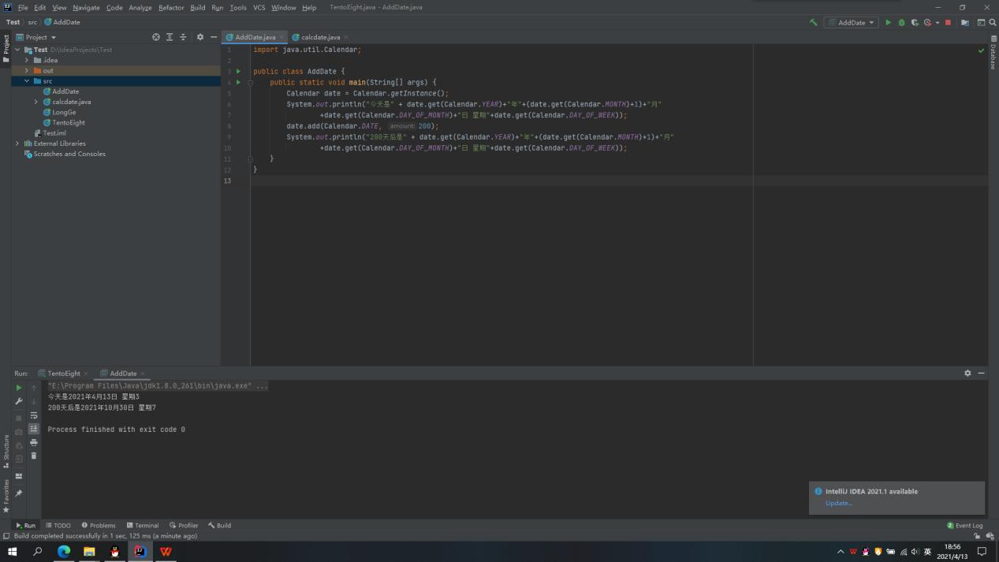 File Edit View Navigate Code Analyze Refactor Build Run Tools VCS Window Help TentoEight.java - AddDate.java
Test src AddDate
AddDate
Project
AddDate.java
calcdate.java
Project
Test D:\IdeaProjects\Test
.idea
out
src
AddDate
calcdate.java
LongGe
TentoEight
Test.iml
External Libraries
Scratches and Consoles
1 import java.util.Calendar;
2
3 public class AddDate {
4 public static void main(String[] args) {
5 Calendar date = Calendar.getInstance();
6 System.out.println("今天是" + date.get(Calendar.YEAR)+"年"+(date.get(Calendar.MONTH)+1)+"月"
7 +date.get(Calendar.DAY_OF_MONTH)+"日 星期"+date.get(Calendar.DAY_OF_WEEK));
8 date.add(Calendar.DATE, amount: 200);
9 System.out.println("200天后是" + date.get(Calendar.YEAR)+"年"+(date.get(Calendar.MONTH)+1)+"月"
10 +date.get(Calendar.DAY_OF_MONTH)+"日 星期"+date.get(Calendar.DAY_OF_WEEK));
11 }
12 }
13
Database
Run: TentoEight AddDate
"E:\Program Files\Java\jdk1.8.0_261\bin\java.exe" ...
今天是2021年4月13日 星期3
200天后是2021年10月30日 星期7
Process finished with exit code 0
Structure
Favorites
IntelliJ IDEA 2021.1 available
Update...
Run TODO Problems Terminal Profiler Build
2 Event Log
Build completed successfully in 1 sec, 125 ms (a minute ago)
英
18:56
2021/4/13